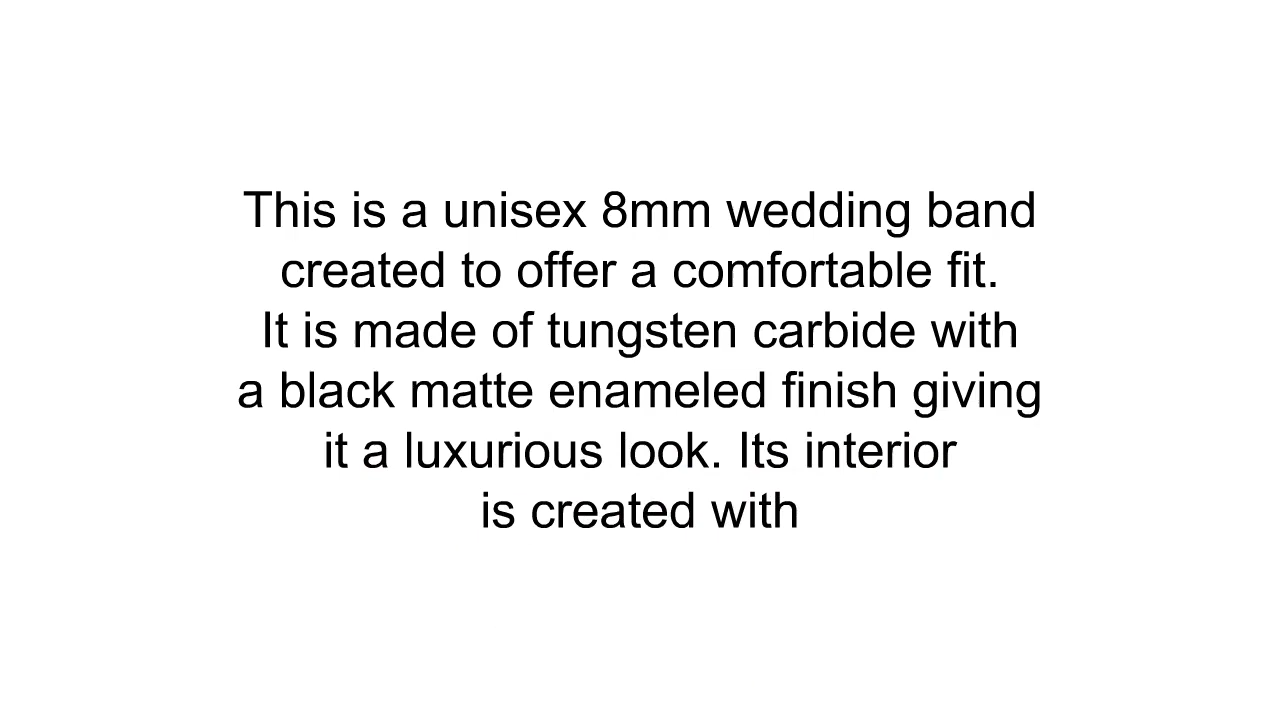 This is a unisex 8mm wedding band
created to offer a comfortable fit.
It is made of tungsten carbide with
a black matte enameled finish giving
it a luxurious look. Its interior
is created with